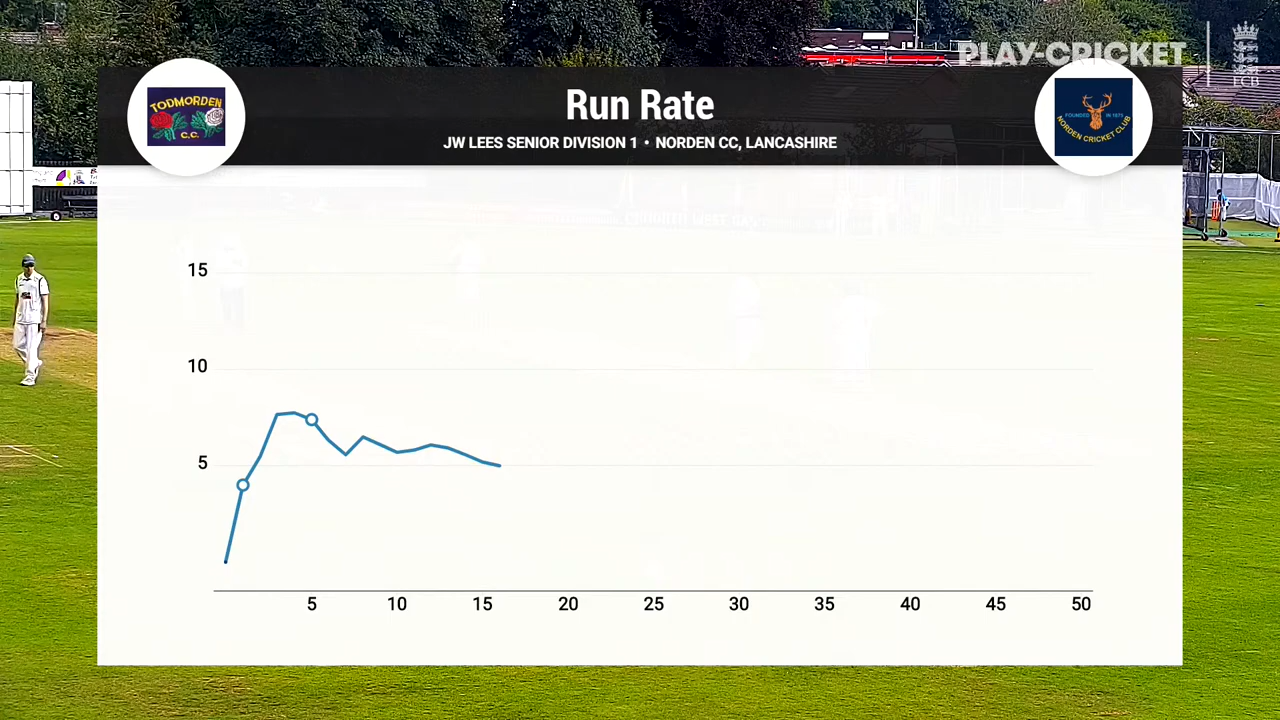 PLAY-CRICKET
ECB
TODMORDEN
C.C.
Run Rate
JW LEES SENIOR DIVISION 1 • NORDEN CC, LANCASHIRE
FOUNDED IN 1875
NORDEN CRICKET CLUB
15
10
5
5 10 15 20 25 30 35 40 45 50